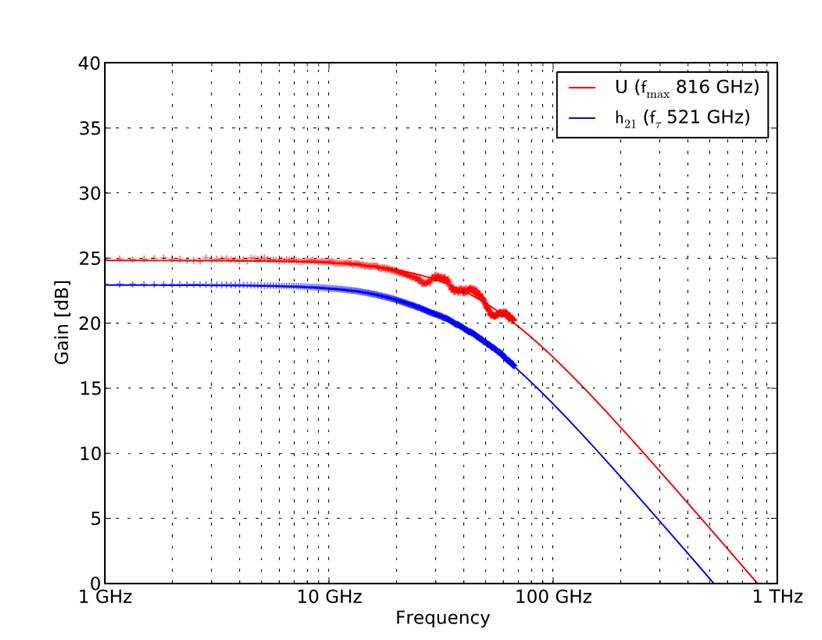 40
35
30
25
20
15
10
5
0
Gain [dB]
U (fmax 816 GHz)
h21 (fτ 521 GHz)
1 GHz 10 GHz 100 GHz 1 THz
Frequency